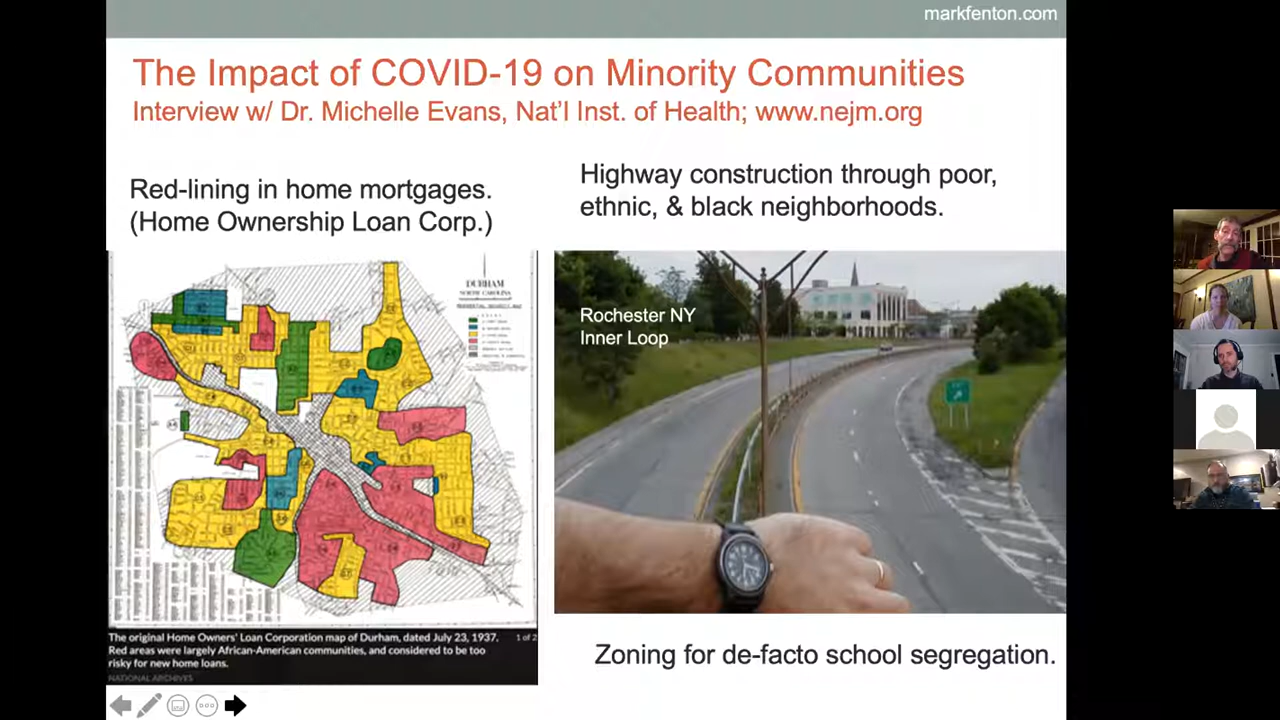 markfenton.com
The Impact of COVID-19 on Minority Communities
Interview w/ Dr. Michelle Evans, Nat'l Inst. of Health; www.nejm.org
Red-lining in home mortgages.
(Home Ownership Loan Corp.)
Highway construction through poor,
ethnic, & black neighborhoods.
DURHAM
NORTH CAROLINA
Rochester NY
Inner Loop
EXIT
The original Home Owners' Loan Corporation map of Durham, dated July 23, 1937.
1 of 2
Red areas were largely African-American communities, and considered to be too
risky for new home loans.
NATIONAL ARCHIVES
Zoning for de-facto school segregation.